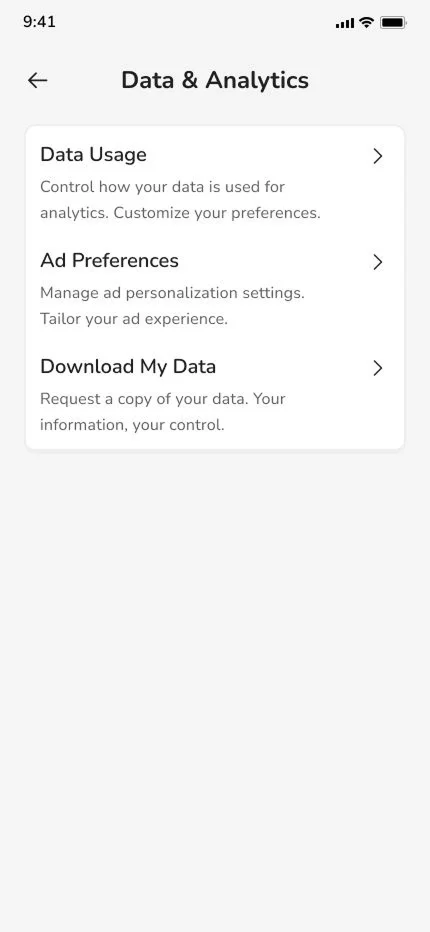 9:41
Data & Analytics
Data Usage
Control how your data is used for
analytics. Customize your preferences.
Ad Preferences
Manage ad personalization settings.
Tailor your ad experience.
Download My Data
Request a copy of your data. Your
information, your control.